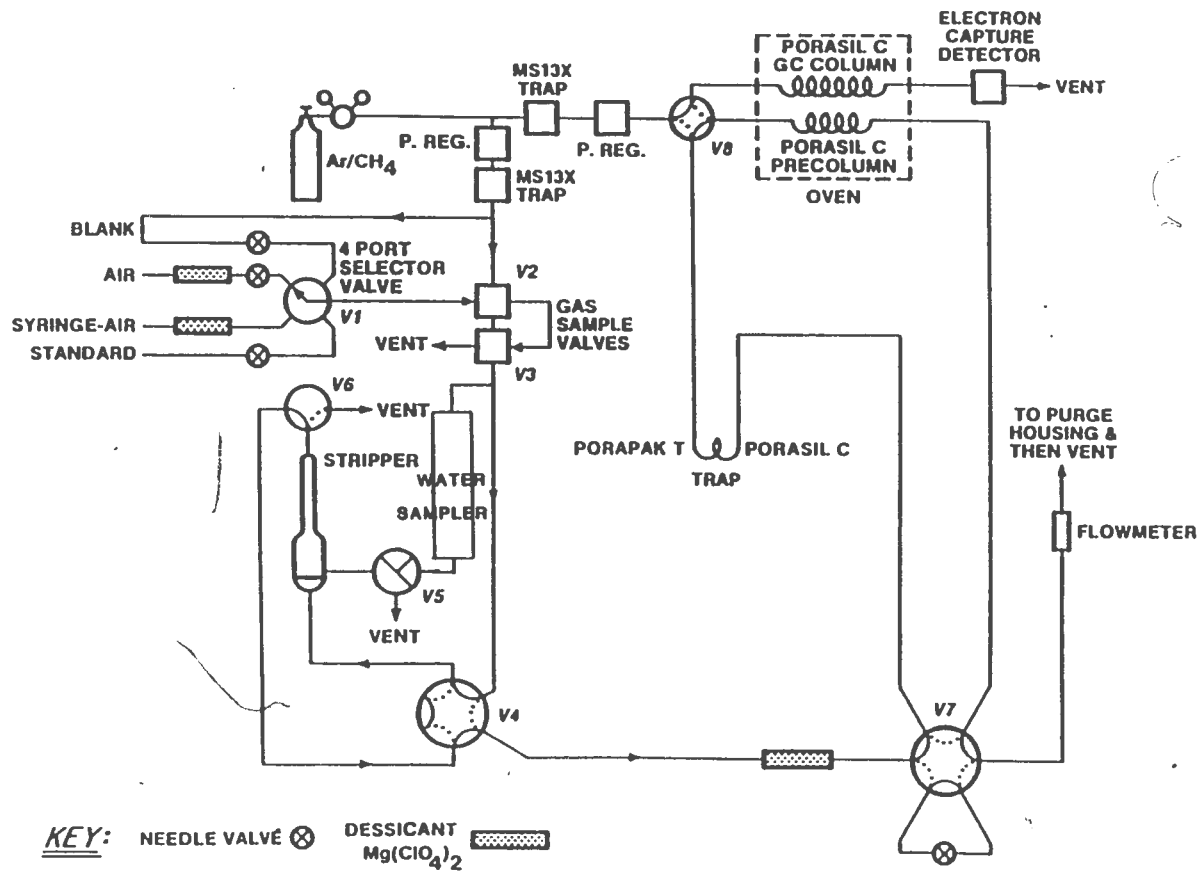 ELECTRON
CAPTURE
DETECTOR
PORASIL C
GC COLUMN
VENT
MS13X
TRAP
P. REG.
P. REG.
V8
PORASIL C
PRECOLUMN
OVEN
Ar/CH4
MS13X
TRAP
BLANK
4 PORT
SELECTOR
VALVE
AIR
V1
V2
GAS
SAMPLE
VALVES
SYRINGE-AIR
STANDARD
VENT
V3
V6
VENT
STRIPPER
WATER
SAMPLER
PORAPAK T
PORASIL C
TRAP
TO PURGE
HOUSING &
THEN VENT
FLOWMETER
V5
VENT
V4
V7
KEY:
NEEDLE VALVE
DESSICANT
Mg(ClO4)2